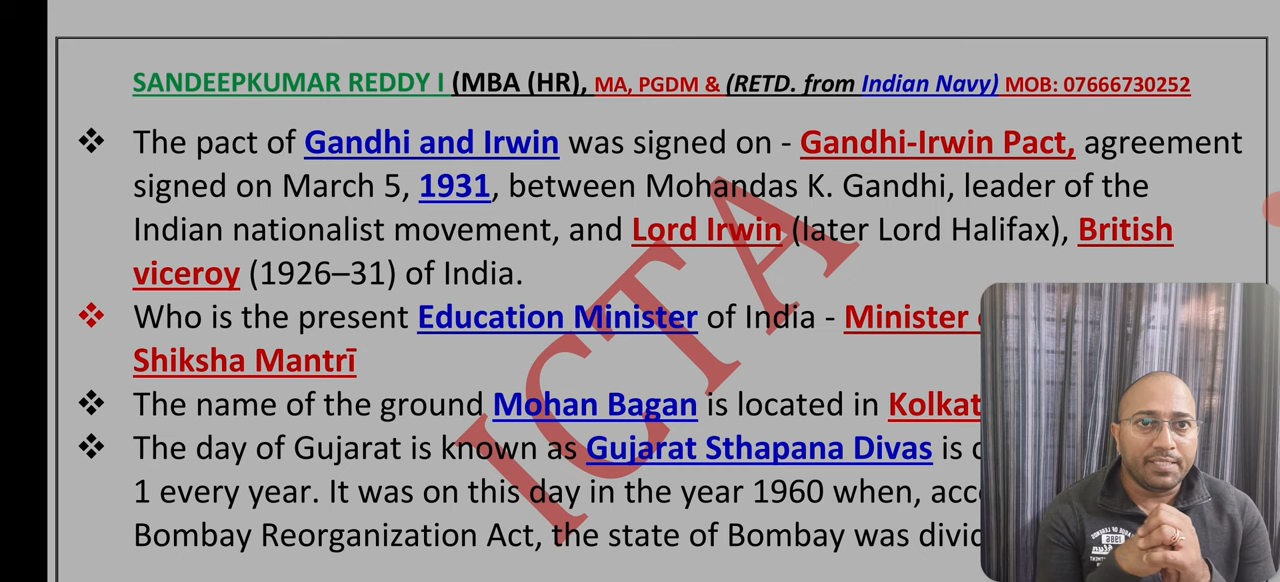 SANDEEPKUMAR REDDY I (MBA (HR), MA, PGDM & (RETD. from Indian Navy) MOB: 07666730252
❖ The pact of Gandhi and Irwin was signed on - Gandhi-Irwin Pact, agreement
signed on March 5, 1931, between Mohandas K. Gandhi, leader of the
Indian nationalist movement, and Lord Irwin (later Lord Halifax), British
viceroy (1926–31) of India.
❖ Who is the present Education Minister of India - Minister
Shiksha Mantrī
❖ The name of the ground Mohan Bagan is located in
❖ The day of Gujarat is known as Gujarat Sthapana Divas is
1 every year. It was on this day in the year 1960 when,
Bombay Reorganization Act, the state of Bombay was
ICTA
1986